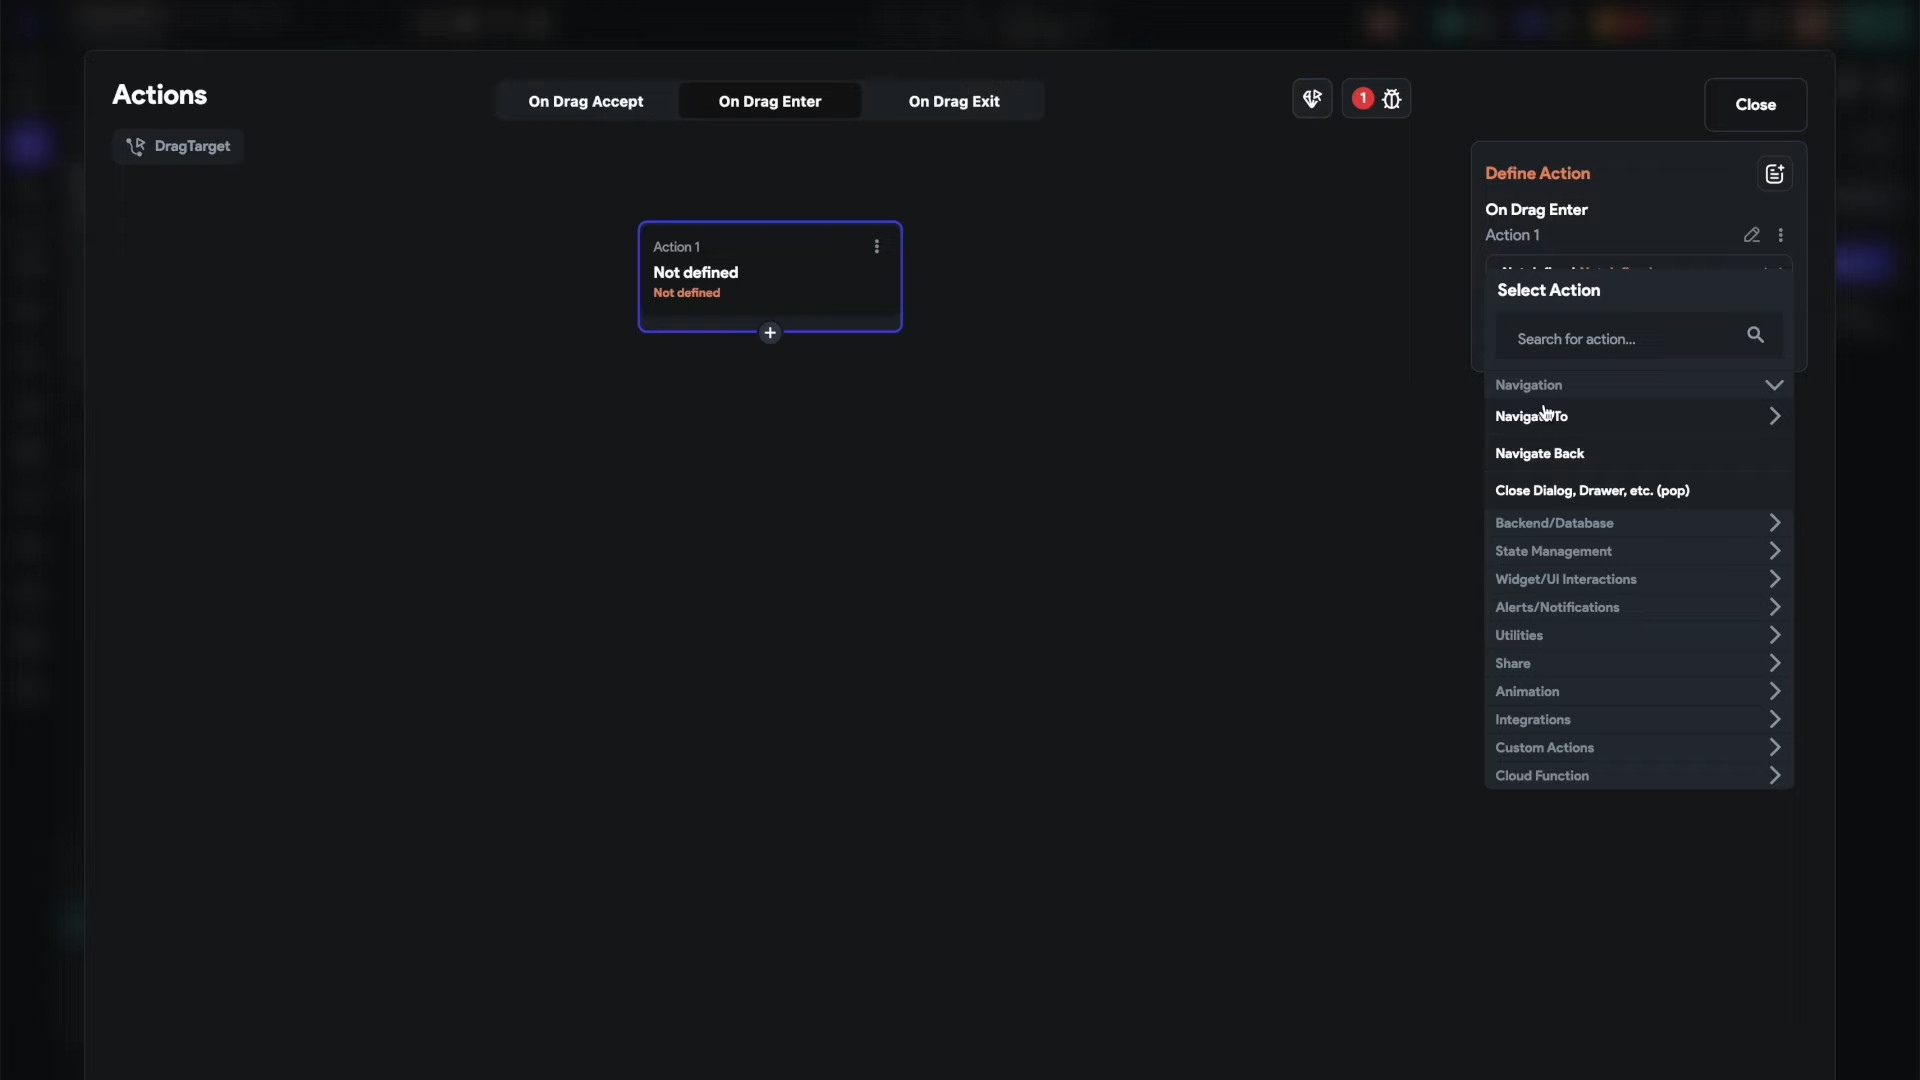 Actions
On Drag Accept
On Drag Enter
On Drag Exit
1
Close
DragTarget
Define Action
On Drag Enter
Action 1
Action 1
Not defined
Not defined
Select Action
Search for action...
Navigation
Navigate To
Navigate Back
Close Dialog, Drawer, etc. (pop)
Backend/Database
State Management
Widget/UI Interactions
Alerts/Notifications
Utilities
Share
Animation
Integrations
Custom Actions
Cloud Function